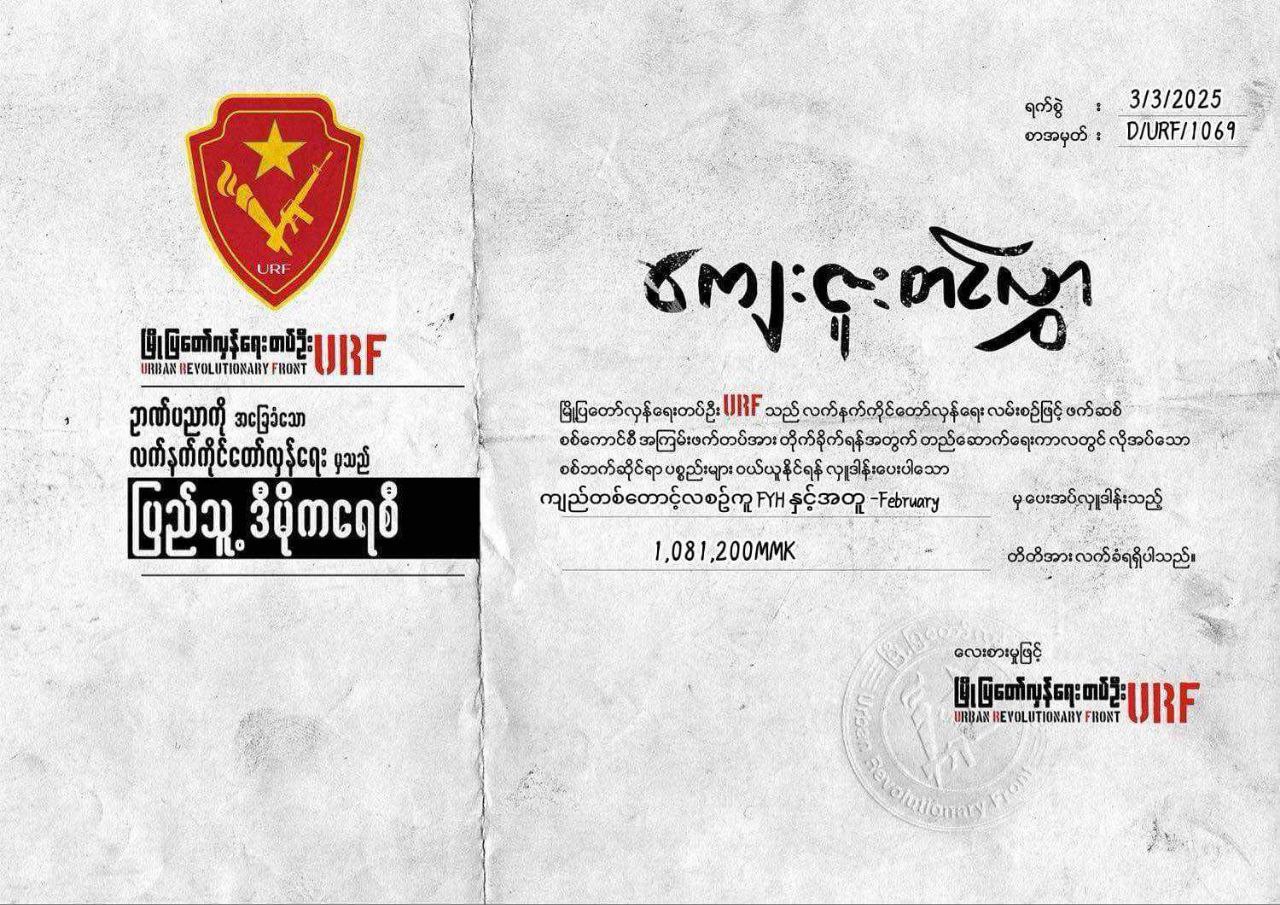 URF
မြို့ပြတော်လှန်ရေးတပ်ဦး URF
URBAN REVOLUTIONARY FRONT
ဉာဏ်ပညာကို အခြေခံသော
လက်နက်ကိုင်တော်လှန်ရေး မှသည်
ပြည်သူ့ ဒီမိုကရေစီ
ရက်စွဲ : 3/3/2025
စာအမှတ် : D/URF/1069
ကျေးဇူးတင်လွှာ
မြို့ပြတော်လှန်ရေးတပ်ဦး URF သည် လက်နက်ကိုင်တော်လှန်ရေး လမ်းစဉ်ဖြင့် ဖက်ဆစ်
စစ်ကောင်စီ အကြမ်းဖက်တပ်အား တိုက်ခိုက်ရန်အတွက် တည်ဆောက်ရေးကာလတွင် လိုအပ်သော
စစ်ဘက်ဆိုင်ရာ ပစ္စည်းများ ဝယ်ယူနိုင်ရန် လှူဒါန်းပေးပါသော
ကျည်တစ်တောင့်လစဉ်ကူ FYH နှင့်အတူ -February မှ ပေးအပ်လှူဒါန်းသည့်
1,081,200MMK တိတိအား လက်ခံရရှိပါသည်။
လေးစားမှုဖြင့်
မြို့ပြတော်လှန်ရေးတပ်ဦး URF
URBAN REVOLUTIONARY FRONT
Urban Revolutionary Front